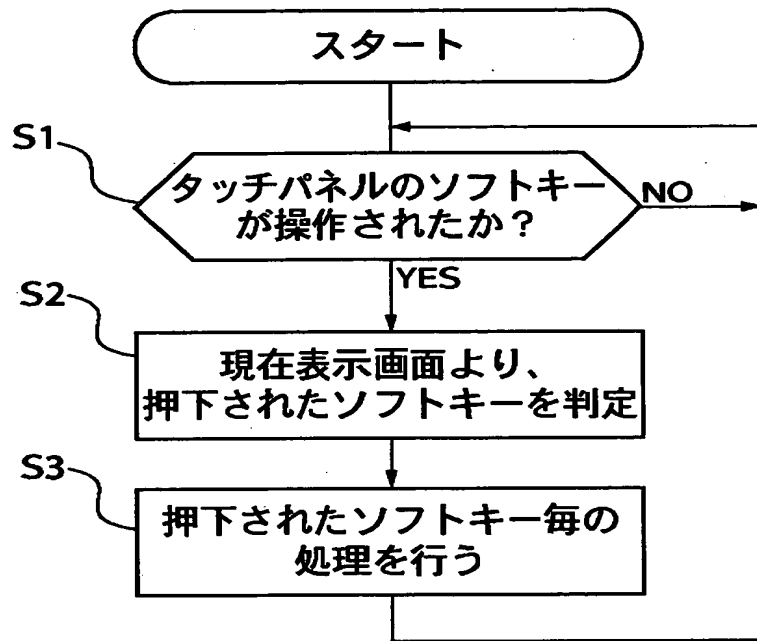 スタート
S1
タッチパネルのソフトキー
が操作されたか？
NO
YES
S2
現在表示画面より、
押下されたソフトキーを判定
S3
押下されたソフトキー毎の
処理を行う